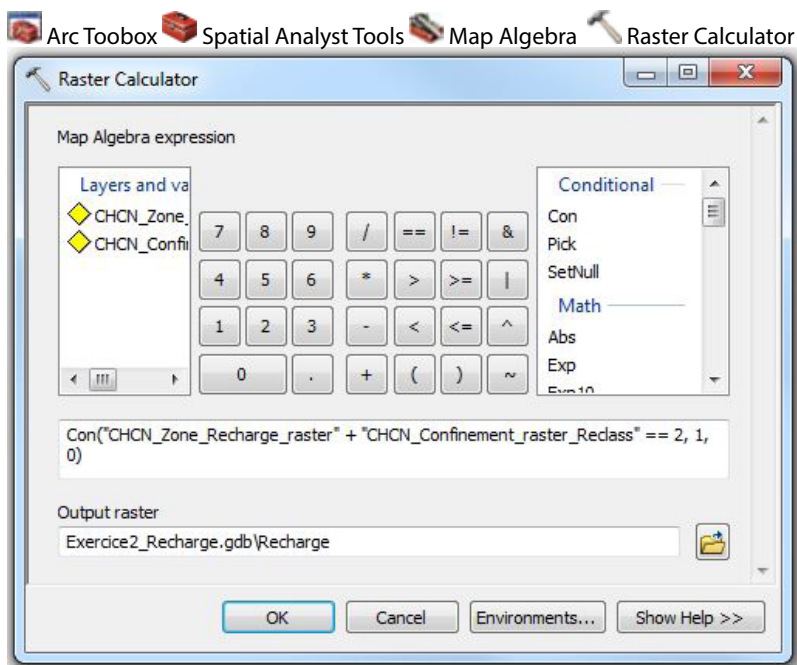 Arc Toobox Spatial Analyst Tools Map Algebra Raster Calculator
Raster Calculator
Map Algebra expression
Layers and va
CHCN_Zone_
CHCN_Confi
7 8 9 / == != &
4 5 6 * > >= |
1 2 3 - < <= ^
0 . + ( ) ~
Conditional
Con
Pick
SetNull
Math
Abs
Exp
Exp10
Con("CHCN_Zone_Recharge_raster" + "CHCN_Confinement_raster_Reclass" == 2, 1,
0)
Output raster
Exercice2_Recharge.gdb\Recharge
OK Cancel Environments... Show Help >>